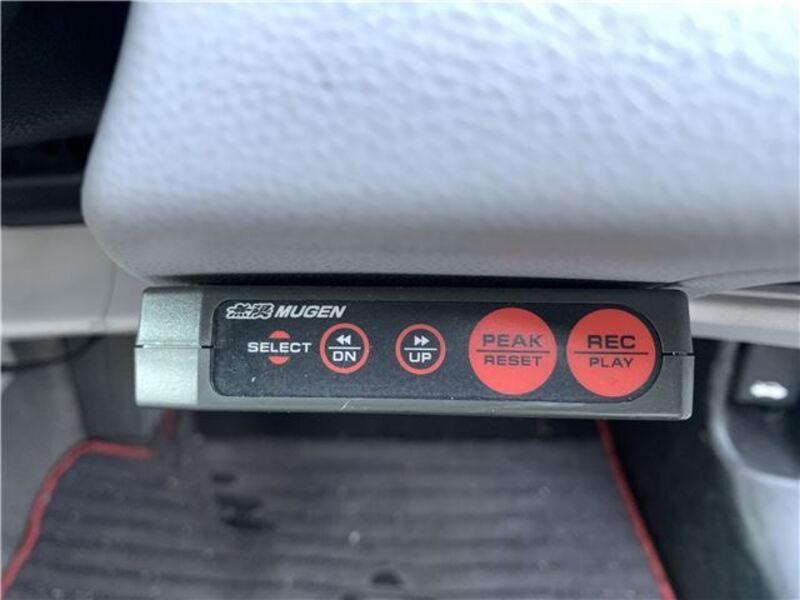 無限 MUGEN
SELECT
DN
UP
PEAK
RESET
REC
PLAY